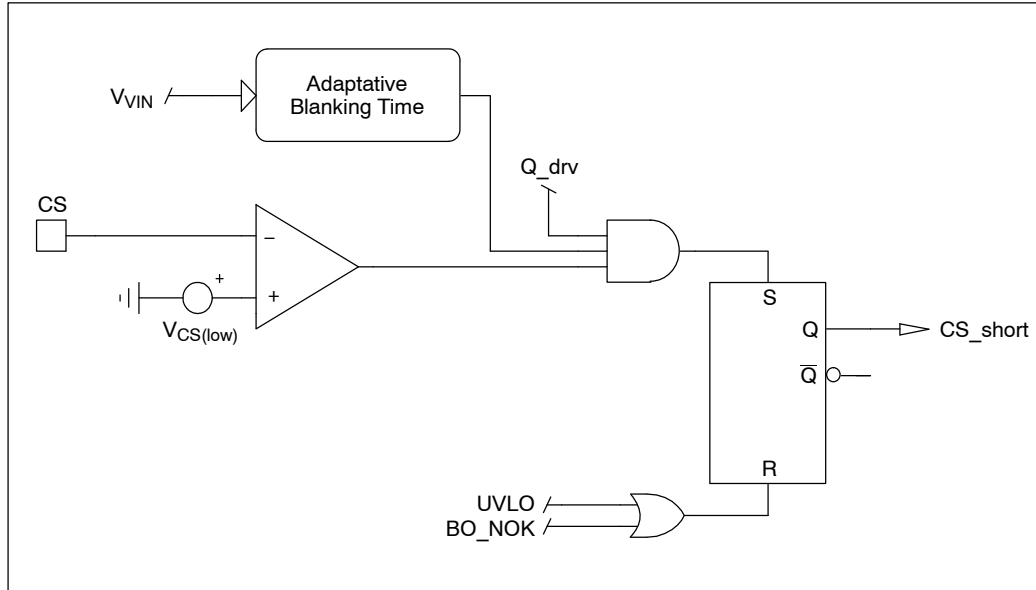 Adaptative
Blanking Time
V_VIN
Q_drv
CS
−
+
+
V_CS(low)
S
Q
CS_short
Q̅
R
UVLO
BO_NOK